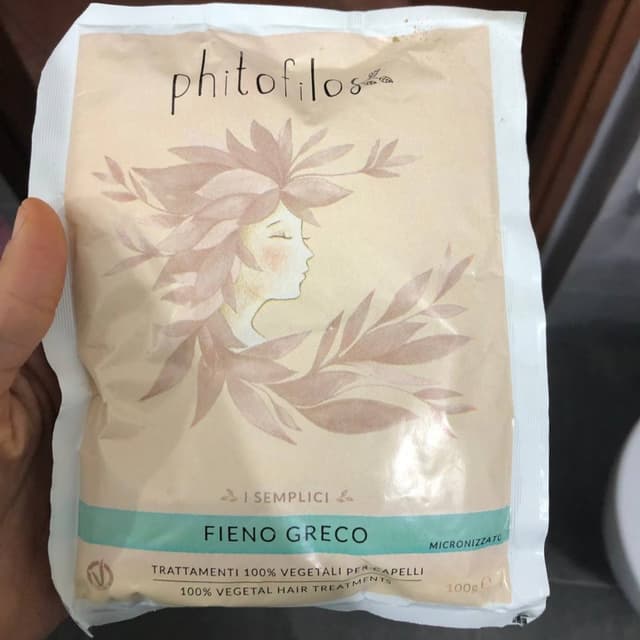 phitofilos
I SEMPLICI
FIENO GRECO
MICRONIZZATO
TRATTAMENTI 100% VEGETALI PER CAPELLI
100% VEGETAL HAIR TREATMENTS
100g ℮